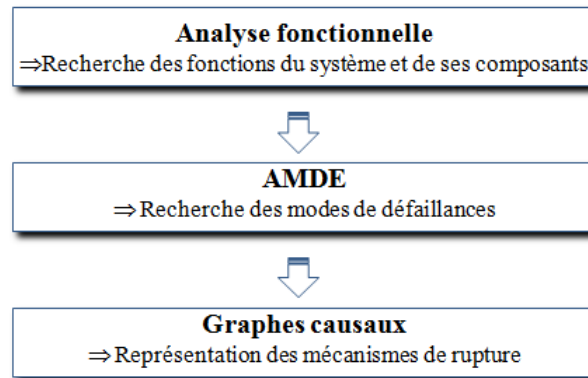 Analyse fonctionnelle
⇒Recherche des fonctions du système et de ses composants
AMDE
⇒ Recherche des modes de défaillances
Graphes causaux
⇒ Représentation des mécanismes de rupture